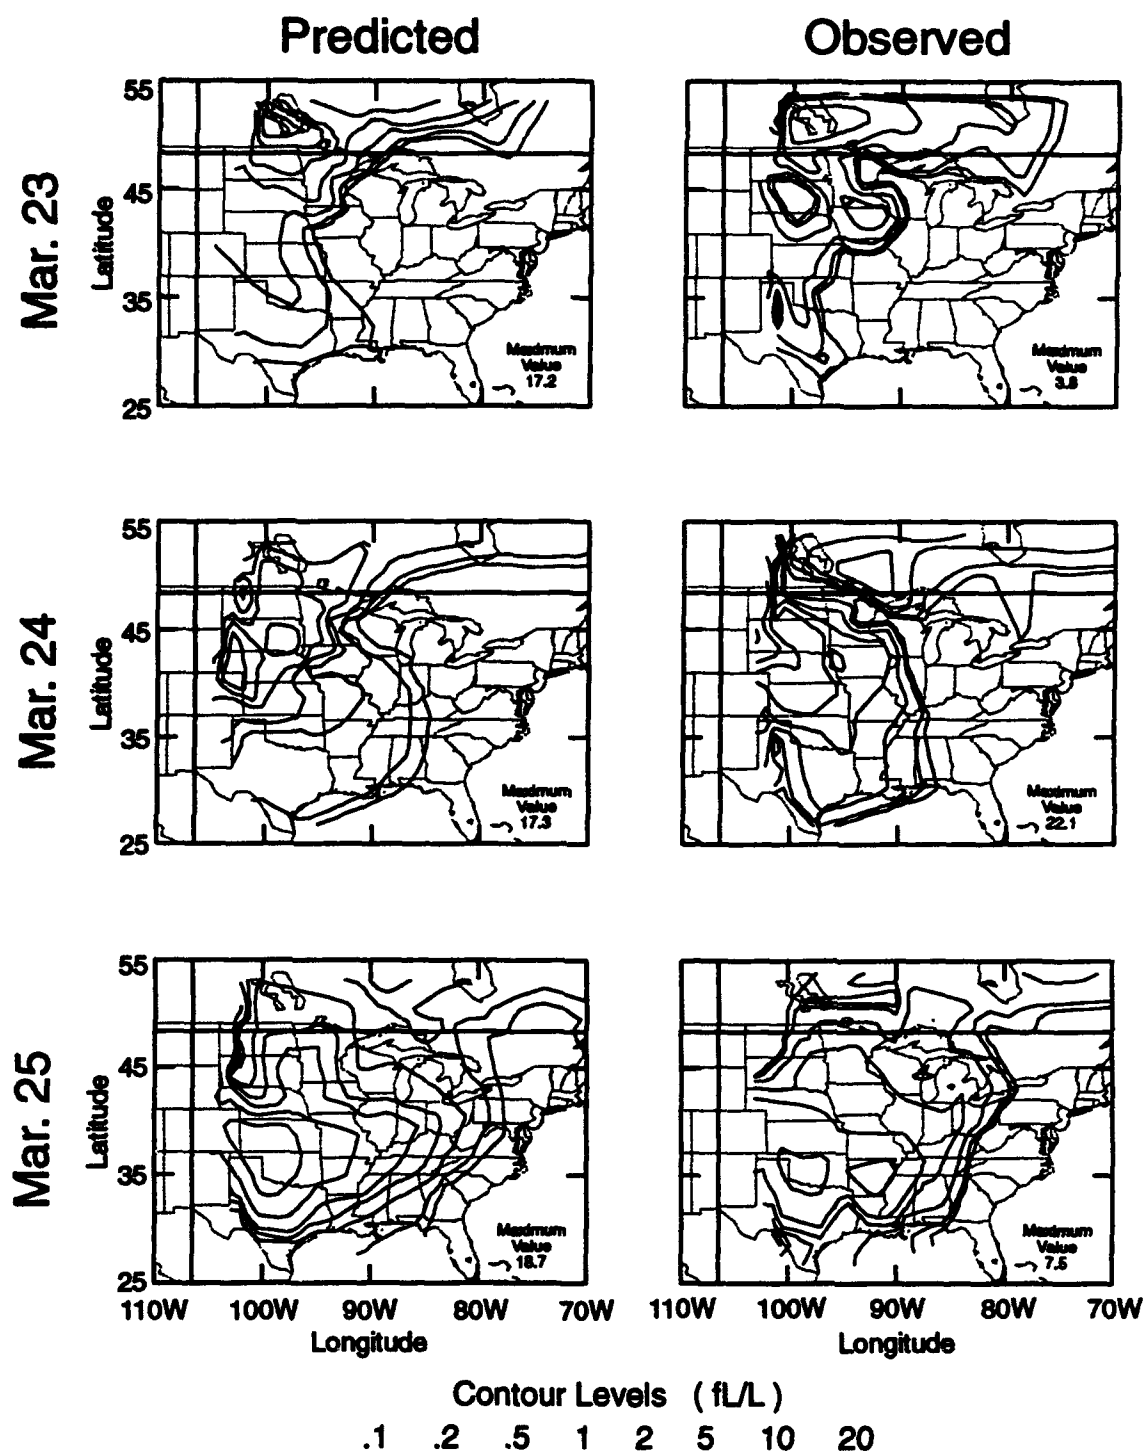 Predicted Observed
Mar. 23
Latitude
55
45
35
25
Maximum
Value
17.2
Maximum
Value
3.8
Mar. 24
Latitude
55
45
35
25
Maximum
Value
17.3
Maximum
Value
22.1
Mar. 25
Latitude
55
45
35
25
Maximum
Value
18.7
Maximum
Value
7.5
110W 100W 90W 80W 70W 110W 100W 90W 80W 70W
Longitude Longitude
Contour Levels ( fL/L )
.1 .2 .5 1 2 5 10 20